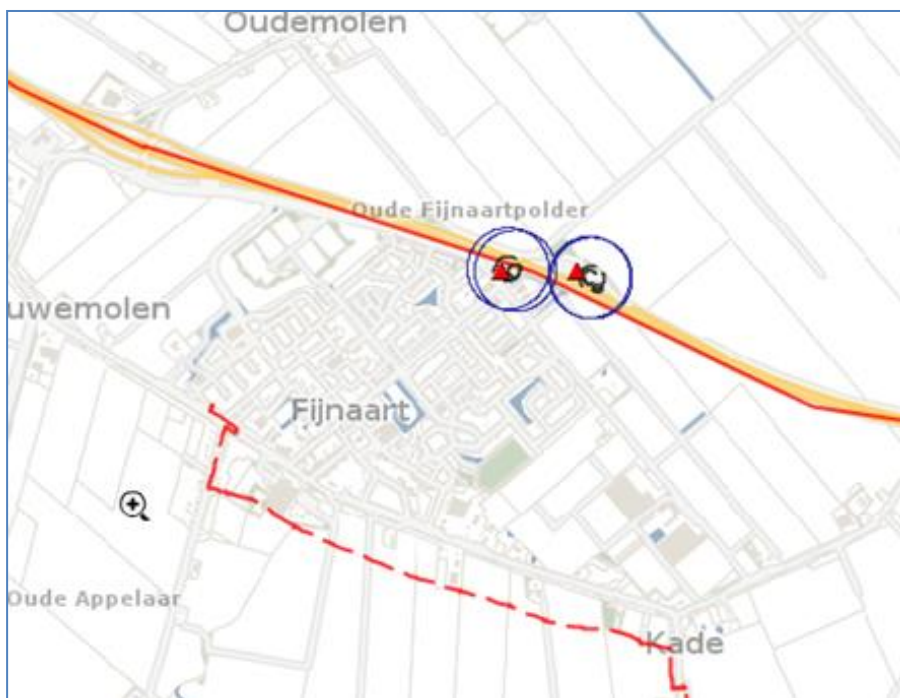 Oudemolen
Oude Fijnaartpolder
uwemolen
Fijnaart
Oude Appelaar
Kade